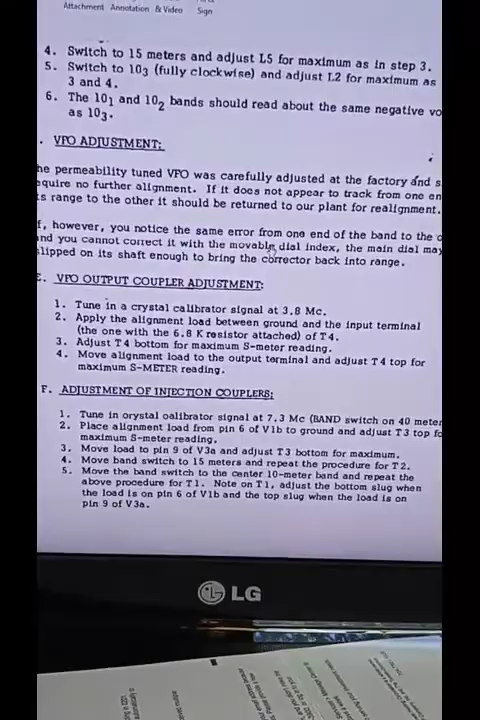 Attachment Annotation & Video Sign
4. Switch to 15 meters and adjust L5 for maximum as in step 3.
5. Switch to 10₃ (fully clockwise) and adjust L2 for maximum as
3 and 4.
6. The 10₁ and 10₂ bands should read about the same negative vo
as 10₃.
. VFO ADJUSTMENT:
he permeability tuned VFO was carefully adjusted at the factory and s
equire no further alignment. If it does not appear to track from one en
ts range to the other it should be returned to our plant for realignment.
f, however, you notice the same error from one end of the band to the o
nd you cannot correct it with the movable dial index, the main dial may
lipped on its shaft enough to bring the corrector back into range.
E. VFO OUTPUT COUPLER ADJUSTMENT:
1. Tune in a crystal calibrator signal at 3.8 Mc.
2. Apply the alignment load between ground and the input terminal
(the one with the 6.8 K resistor attached) of T4.
3. Adjust T4 bottom for maximum S-meter reading.
4. Move alignment load to the output terminal and adjust T4 top for
maximum S-METER reading.
F. ADJUSTMENT OF INJECTION COUPLERS:
1. Tune in crystal calibrator signal at 7.3 Mc (BAND switch on 40 meter
2. Place alignment load from pin 6 of V1b to ground and adjust T3 top fo
maximum S-meter reading.
3. Move load to pin 9 of V3a and adjust T3 bottom for maximum.
4. Move band switch to 15 meters and repeat the procedure for T2.
5. Move the band switch to the center 10-meter band and repeat the
above procedure for T1. Note on T1, adjust the bottom slug when
the load is on pin 6 of V1b and the top slug when the load is on
pin 9 of V3a.
LG